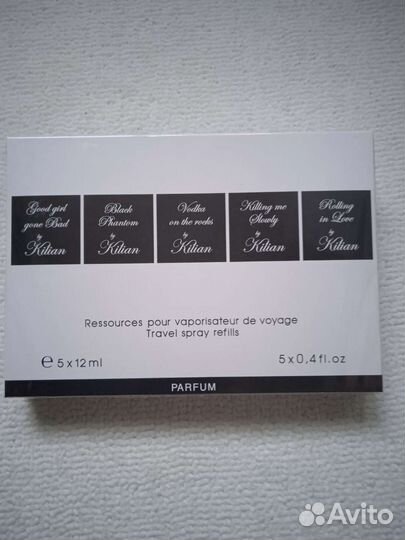 Good girl
gone Bad
by
Kilian
Black
Phantom
by
Kilian
Vodka
on the rocks
by
Kilian
Killing me
Slowly
by
Kilian
Rolling
in Love
by
Kilian
Ressources pour vaporisateur de voyage
Travel spray refills
e 5 x 12 ml
5 x 0,4 fl.oz
PARFUM
Avito